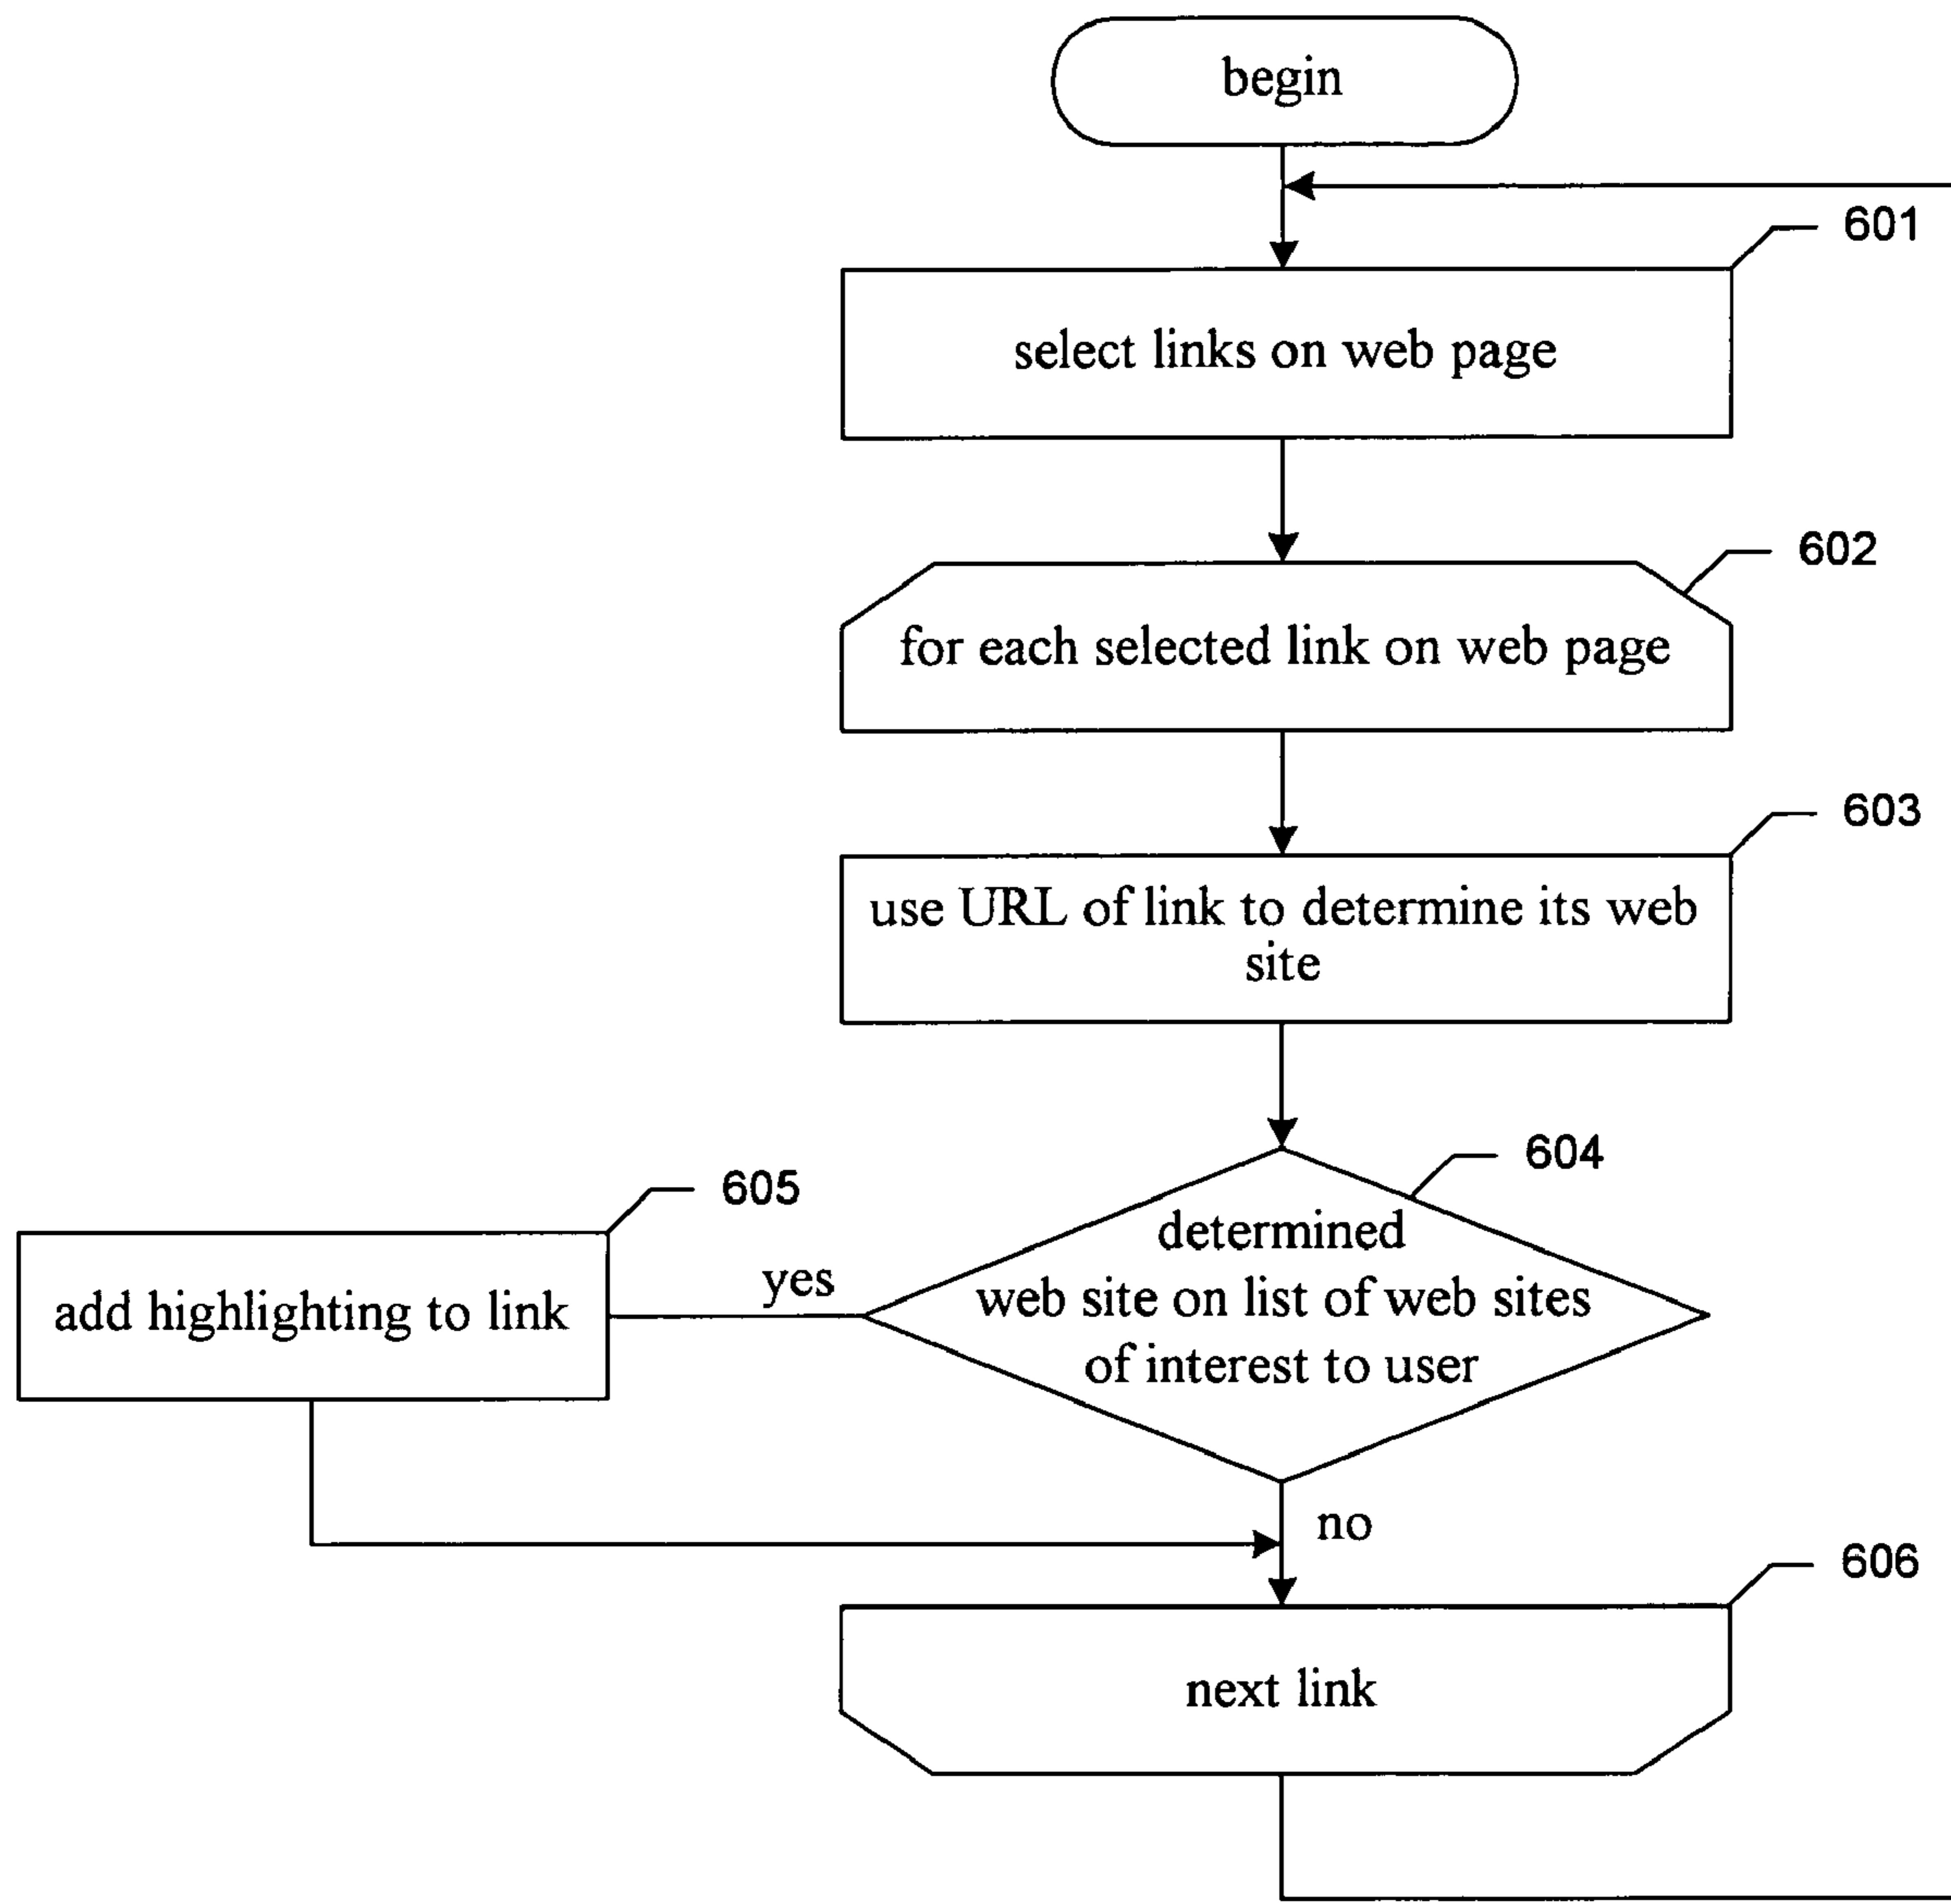 begin
601
select links on web page
602
for each selected link on web page
603
use URL of link to determine its web
site
604
determined
web site on list of web sites
of interest to user
yes
605
add highlighting to link
no
606
next link